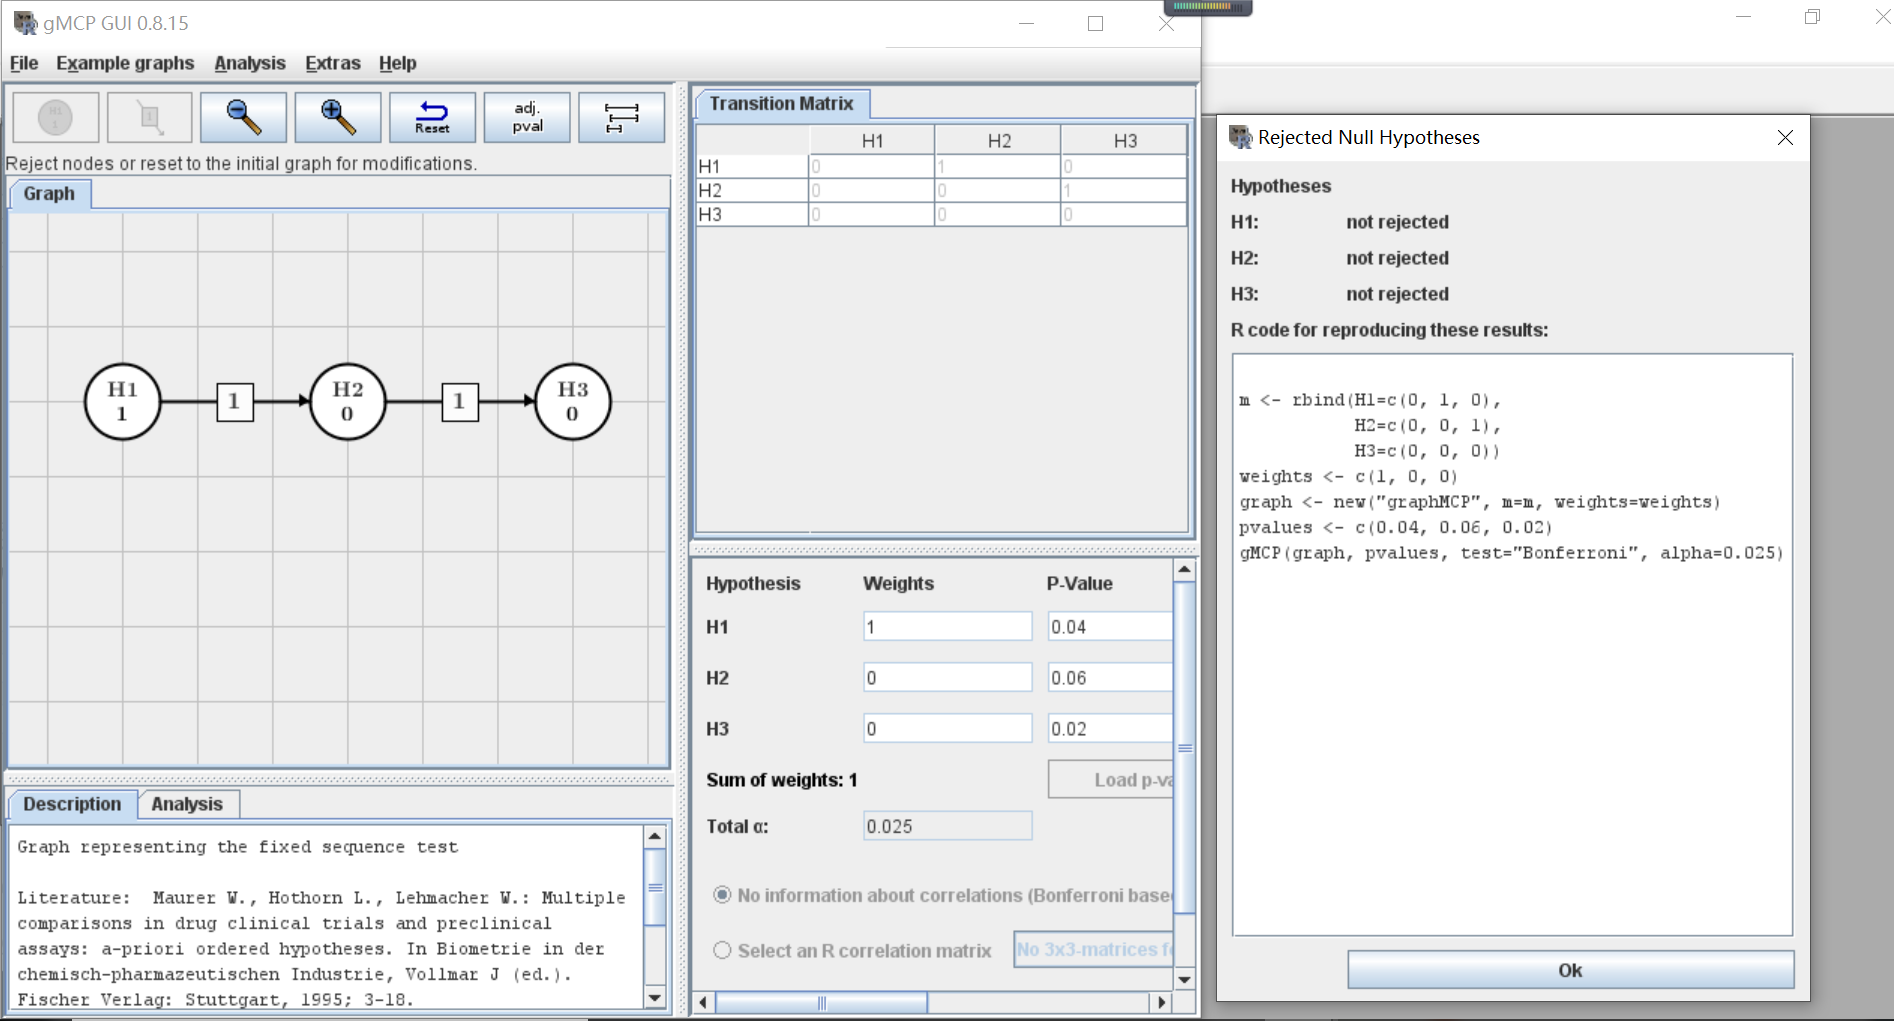 gMCP GUI 0.8.15
File Example graphs Analysis Extras Help
Reset
adj.
pval
Reject nodes or reset to the initial graph for modifications.
Graph
H1
1
1
H2
0
1
H3
0
Description Analysis
Graph representing the fixed sequence test
Literature: Maurer W., Hothorn L., Lehmacher W.: Multiple
comparisons in drug clinical trials and preclinical
assays: a-priori ordered hypotheses. In Biometrie in der
chemisch-pharmazeutischen Industrie, Vollmar J (ed.).
Fischer Verlag: Stuttgart, 1995; 3-18.
Transition Matrix
H1 H2 H3
H1 0 1 0
H2 0 0 1
H3 0 0 0
Hypothesis Weights P-Value
H1 1 0.04
H2 0 0.06
H3 0 0.02
Sum of weights: 1 Load p-va
Total α: 0.025
No information about correlations (Bonferroni base
Select an R correlation matrix No 3x3-matrices f
Rejected Null Hypotheses
Hypotheses
H1: not rejected
H2: not rejected
H3: not rejected
R code for reproducing these results:
m <- rbind(H1=c(0, 1, 0),
H2=c(0, 0, 1),
H3=c(0, 0, 0))
weights <- c(1, 0, 0)
graph <- new("graphMCP", m=m, weights=weights)
pvalues <- c(0.04, 0.06, 0.02)
gMCP(graph, pvalues, test="Bonferroni", alpha=0.025)
Ok